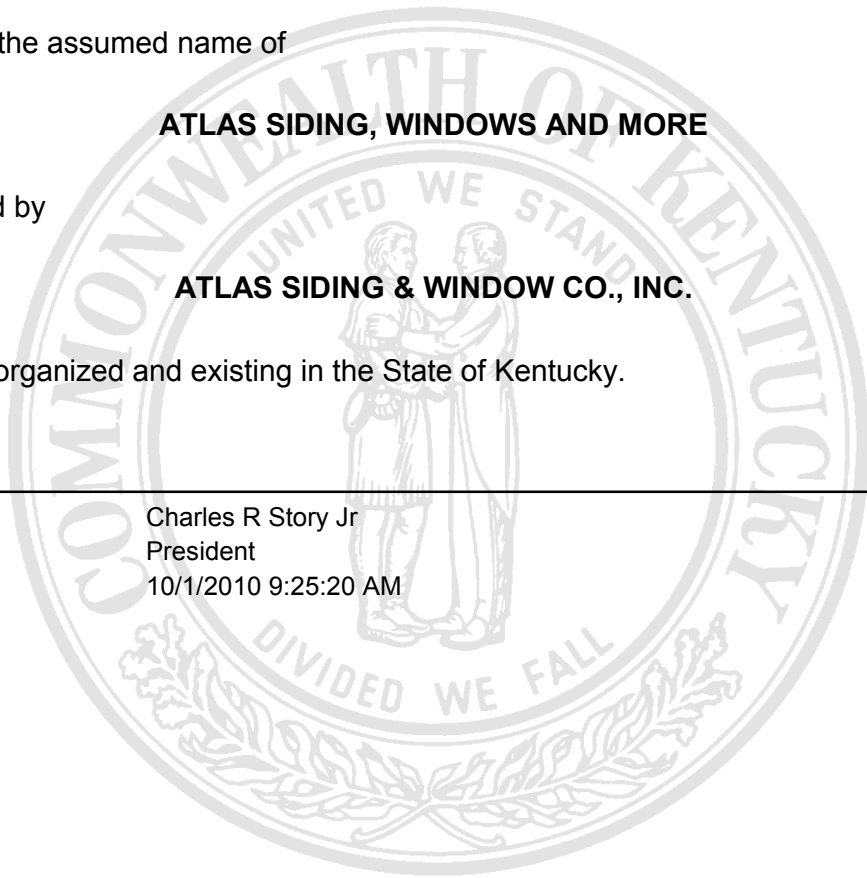 the assumed name of
ATLAS SIDING, WINDOWS AND MORE
d by
ATLAS SIDING & WINDOW CO., INC.
organized and existing in the State of Kentucky.
Charles R Story Jr
President
10/1/2010 9:25:20 AM
COMMONWEALTH OF KENTUCKY
UNITED WE STAND
DIVIDED WE FALL